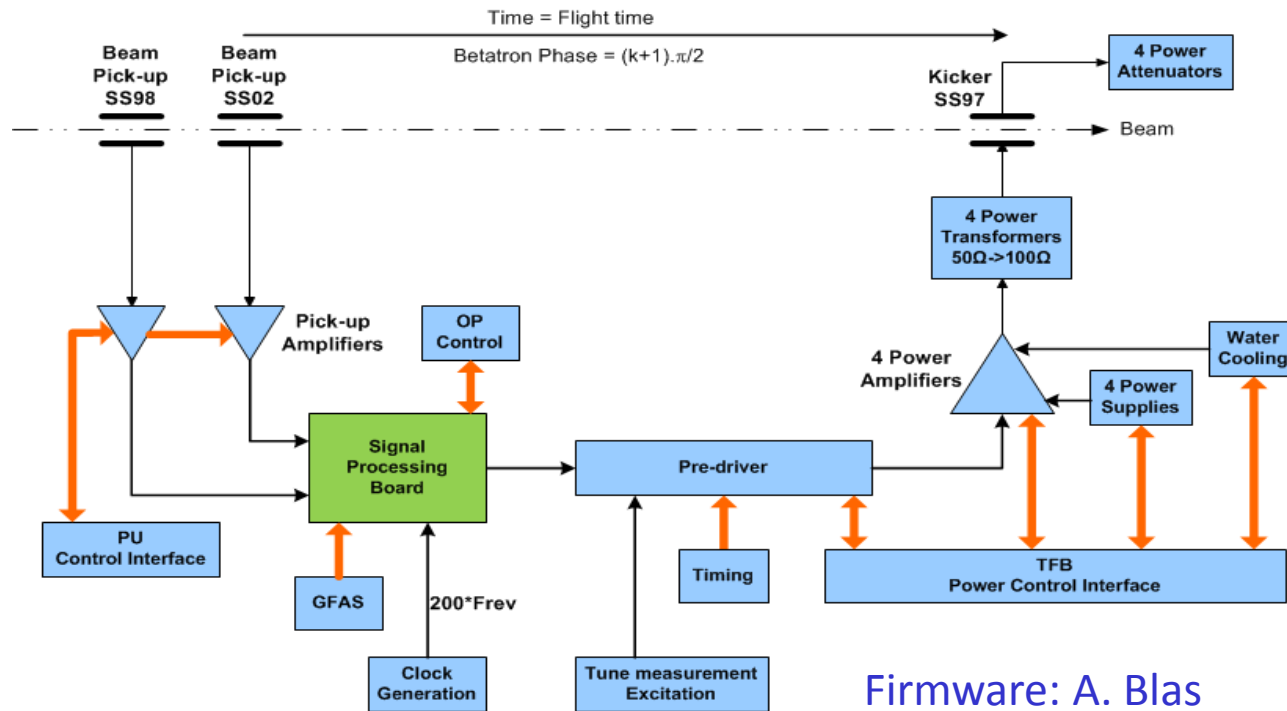 Time = Flight time
Betatron Phase = (k+1).π/2
Beam
Pick-up
SS98
Beam
Pick-up
SS02
Kicker
SS97
4 Power
Attenuators
Beam
4 Power
Transformers
50Ω->100Ω
Pick-up
Amplifiers
OP
Control
4 Power
Amplifiers
Water
Cooling
4 Power
Supplies
Signal
Processing
Board
Pre-driver
PU
Control Interface
GFAS
200*Frev
Timing
TFB
Power Control Interface
Clock
Generation
Tune measurement
Excitation
Firmware: A. Blas